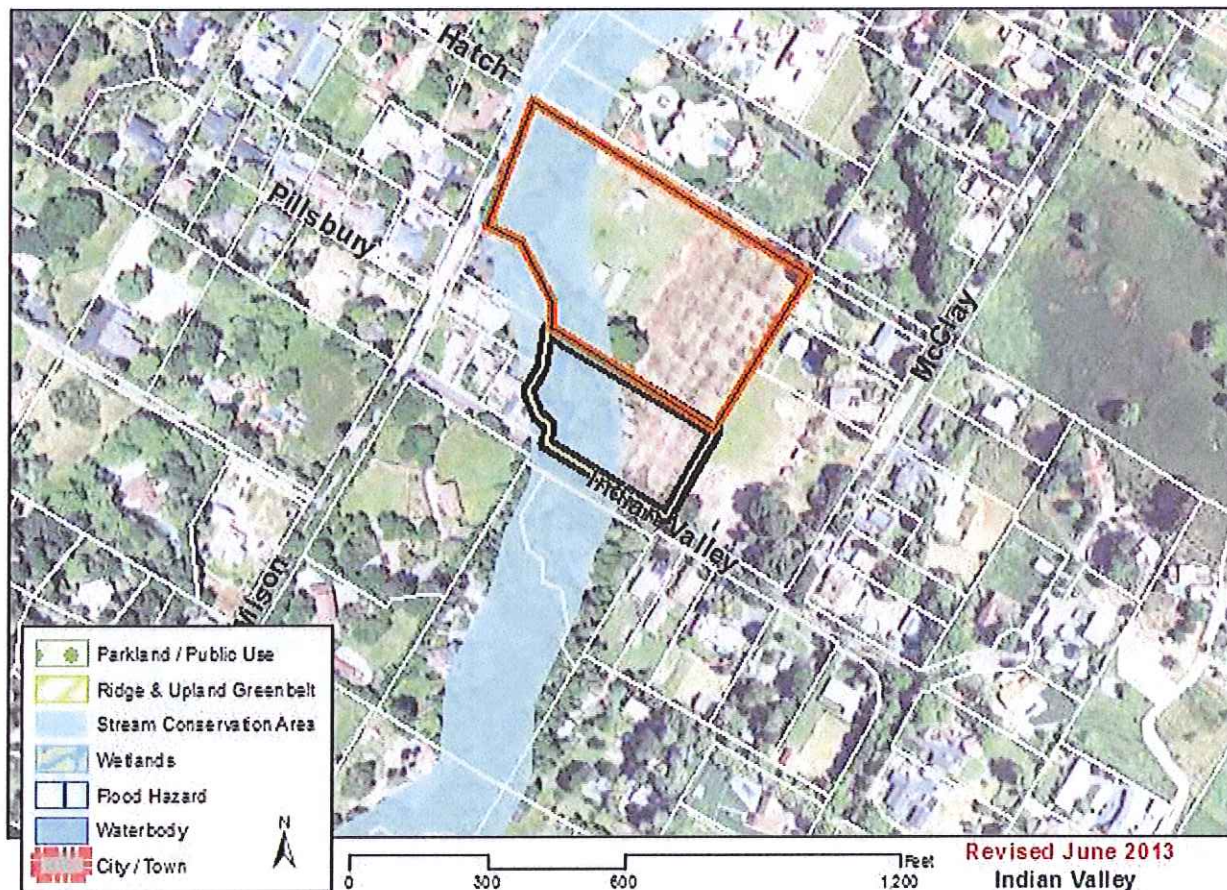 Hatch
Pillsbury
McClay
Indian Valley
Wilson
Parkland / Public Use
Ridge & Upland Greenbelt
Stream Conservation Area
Wetlands
Flood Hazard
Waterbody
City / Town
N
Feet
0 300 600 1,200
Revised June 2013
Indian Valley